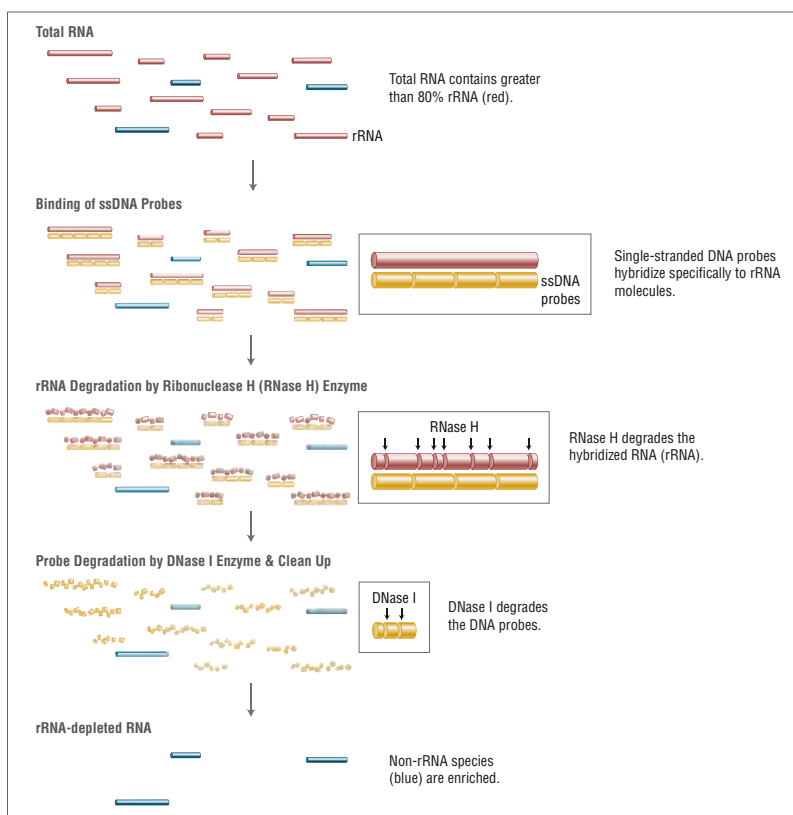 Total RNA
Total RNA contains greater
than 80% rRNA (red).
rRNA
Binding of ssDNA Probes
ssDNA
probes
Single-stranded DNA probes
hybridize specifically to rRNA
molecules.
rRNA Degradation by Ribonuclease H (RNase H) Enzyme
RNase H
RNase H degrades the
hybridized RNA (rRNA).
Probe Degradation by DNase I Enzyme & Clean Up
DNase I
DNase I degrades
the DNA probes.
rRNA-depleted RNA
Non-rRNA species
(blue) are enriched.